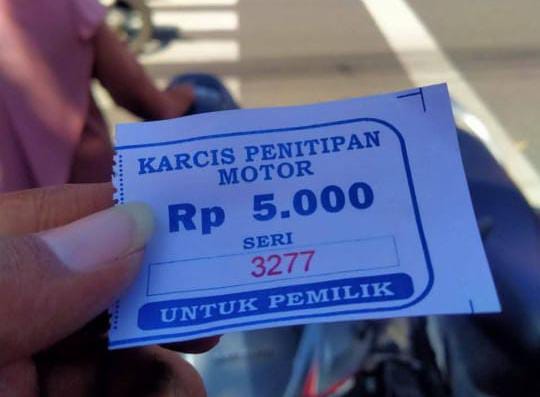 KARCIS PENITIPAN
MOTOR
Rp 5.000
SERI
3277
UNTUK PEMILIK